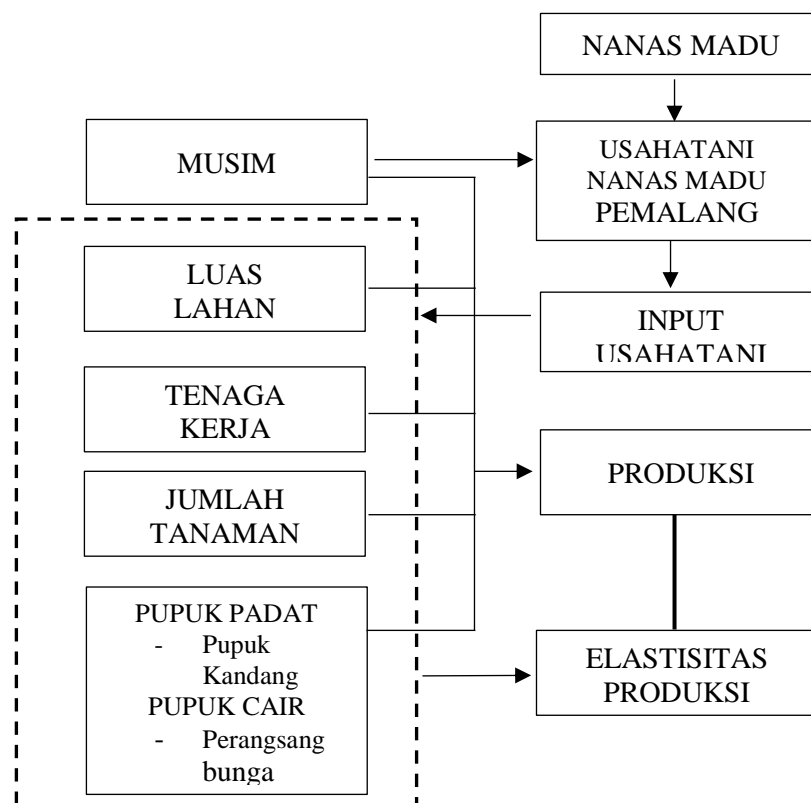 NANAS MADU
MUSIM
USAHATANI
NANAS MADU
PEMALANG
LUAS
LAHAN
INPUT
USAHATANI
TENAGA
KERJA
PRODUKSI
JUMLAH
TANAMAN
PUPUK PADAT
- Pupuk
Kandang
PUPUK CAIR
- Perangsang
bunga
ELASTISITAS
PRODUKSI